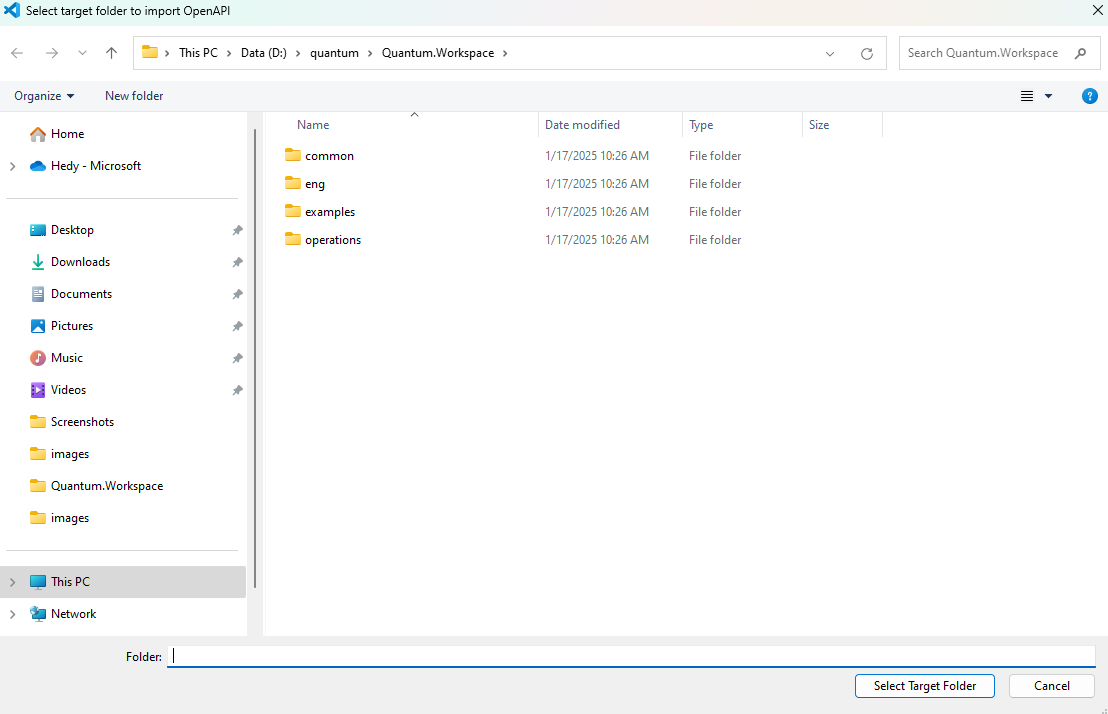 Select target folder to import OpenAPI
This PC > Data (D:) > quantum > Quantum.Workspace >
Search Quantum.Workspace
Organize
New folder
?
Home
Hedy - Microsoft
Desktop
Downloads
Documents
Pictures
Music
Videos
Screenshots
images
Quantum.Workspace
images
This PC
Network
Name Date modified Type Size
common 1/17/2025 10:26 AM File folder
eng 1/17/2025 10:26 AM File folder
examples 1/17/2025 10:26 AM File folder
operations 1/17/2025 10:26 AM File folder
Folder:
Select Target Folder
Cancel